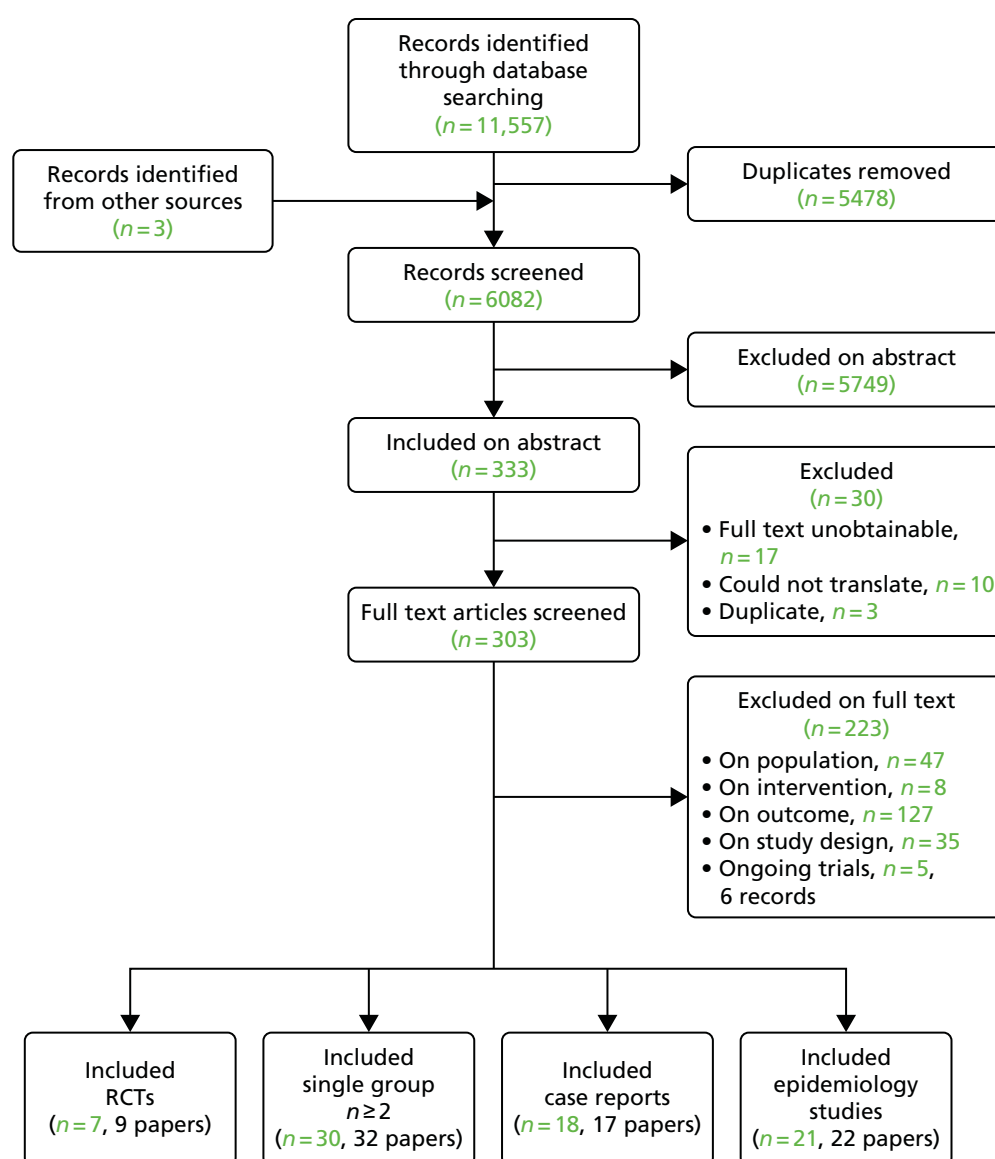 Records identified
through database
searching
(n=11,557)
Records identified
from other sources
(n=3)
Duplicates removed
(n=5478)
Records screened
(n=6082)
Excluded on abstract
(n=5749)
Included on abstract
(n=333)
Excluded
(n=30)
• Full text unobtainable,
n=17
• Could not translate, n=10
• Duplicate, n=3
Full text articles screened
(n=303)
Excluded on full text
(n=223)
• On population, n=47
• On intervention, n=8
• On outcome, n=127
• On study design, n=35
• Ongoing trials, n=5,
6 records
Included
RCTs
(n=7, 9 papers)
Included
single group
n≥2
(n=30, 32 papers)
Included
case reports
(n=18, 17 papers)
Included
epidemiology
studies
(n=21, 22 papers)